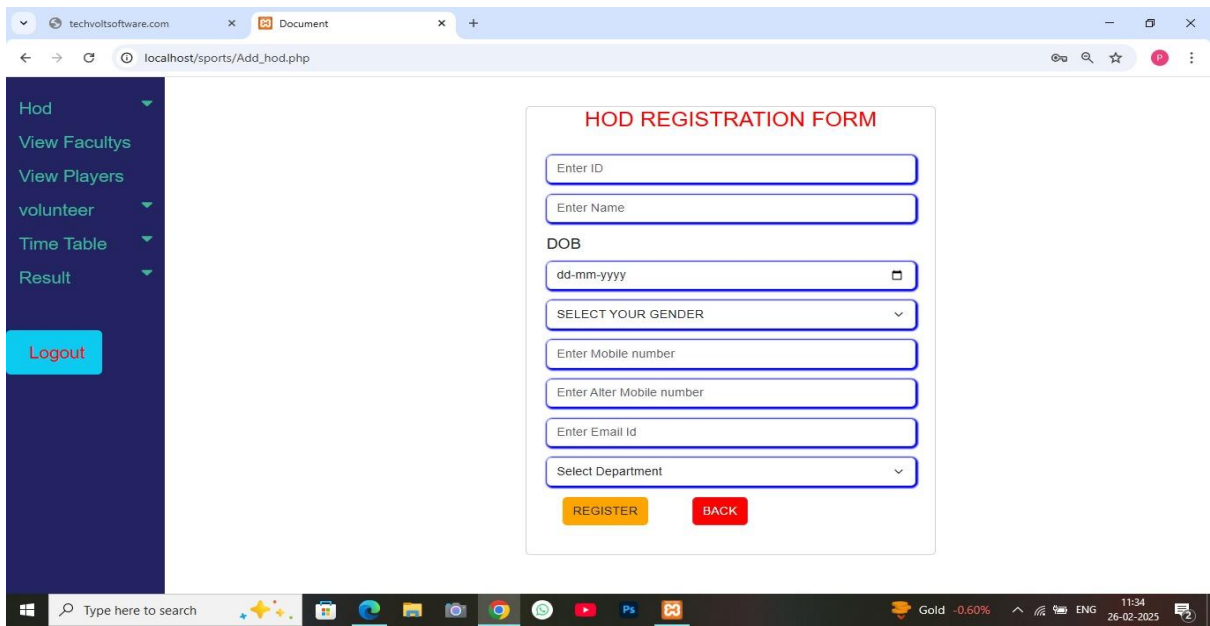 techvoltsoftware.com
Document
localhost/sports/Add_hod.php
P
Hod
View Facultys
View Players
volunteer
Time Table
Result
Logout
HOD REGISTRATION FORM
Enter ID
Enter Name
DOB
dd-mm-yyyy
SELECT YOUR GENDER
Enter Mobile number
Enter Alter Mobile number
Enter Email Id
Select Department
REGISTER BACK
Type here to search
Ps
Gold -0.60%
ENG
11:34
26-02-2025
2